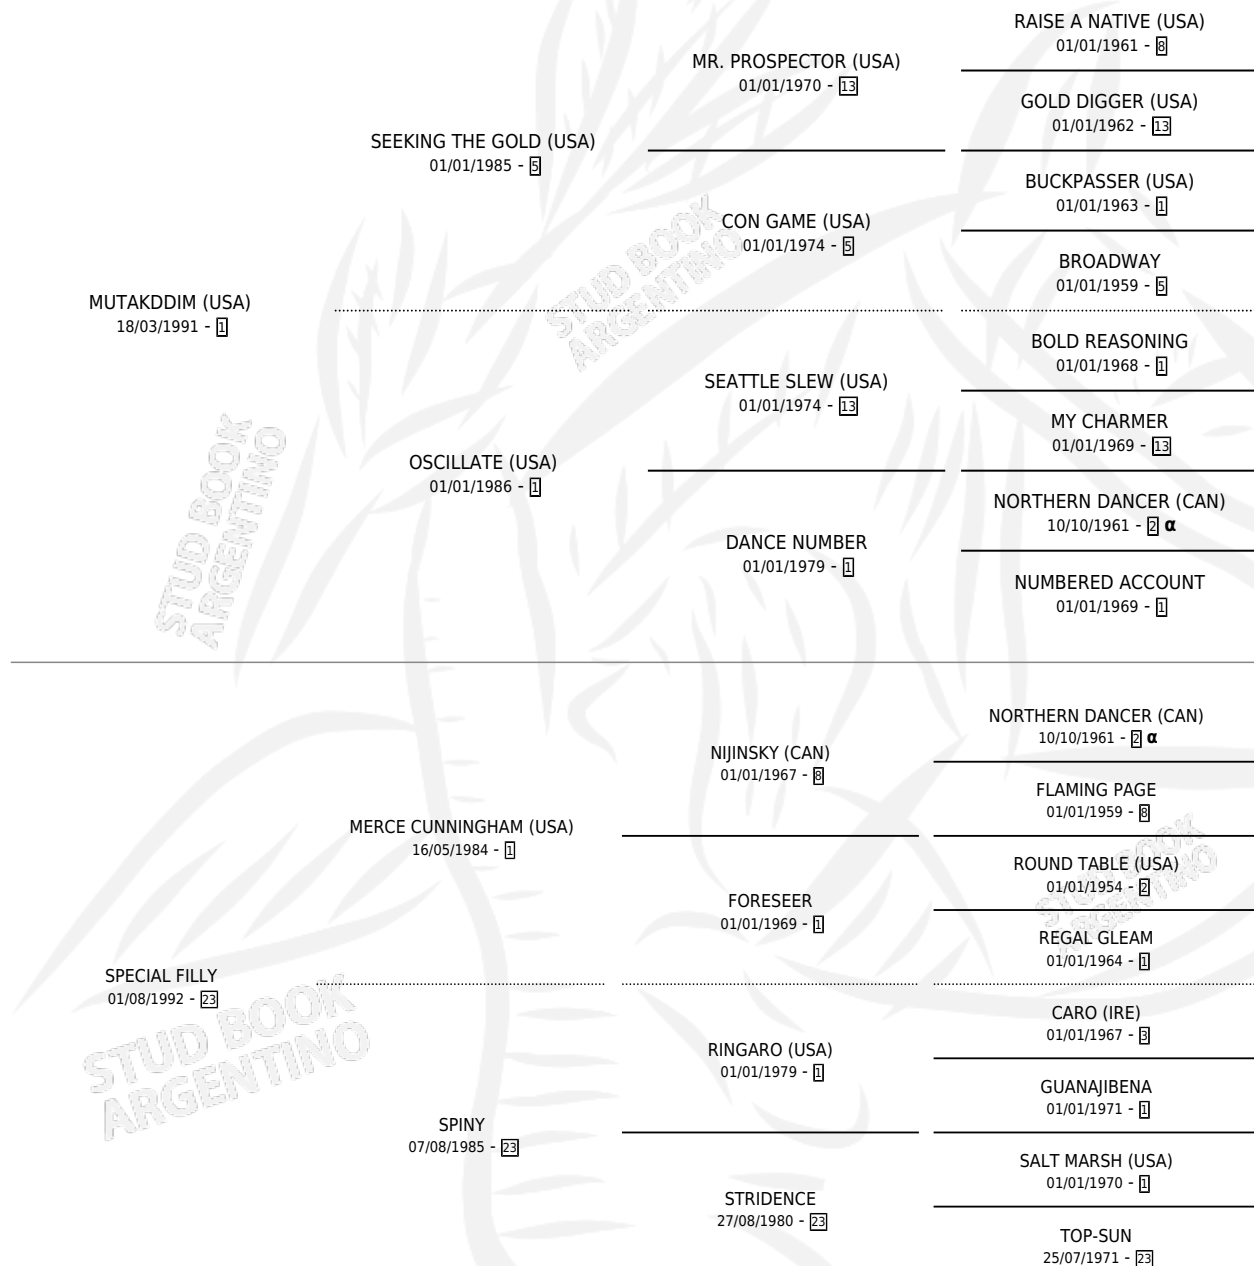 RAISE A NATIVE (USA)
01/01/1961 - 8
MR. PROSPECTOR (USA)
01/01/1970 - 13
GOLD DIGGER (USA)
01/01/1962 - 13
SEEKING THE GOLD (USA)
01/01/1985 - 5
BUCKPASSER (USA)
01/01/1963 - 1
CON GAME (USA)
01/01/1974 - 5
BROADWAY
01/01/1959 - 5
MUTAKDDIM (USA)
18/03/1991 - 1
BOLD REASONING
01/01/1968 - 1
SEATTLE SLEW (USA)
01/01/1974 - 13
MY CHARMER
01/01/1969 - 13
OSCILLATE (USA)
01/01/1986 - 1
NORTHERN DANCER (CAN)
10/10/1961 - 2 α
DANCE NUMBER
01/01/1979 - 1
NUMBERED ACCOUNT
01/01/1969 - 1
NORTHERN DANCER (CAN)
10/10/1961 - 2 α
NIJINSKY (CAN)
01/01/1967 - 8
FLAMING PAGE
01/01/1959 - 8
MERCE CUNNINGHAM (USA)
16/05/1984 - 1
ROUND TABLE (USA)
01/01/1954 - 2
FORESEER
01/01/1969 - 1
REGAL GLEAM
01/01/1964 - 1
SPECIAL FILLY
01/08/1992 - 23
CARO (IRE)
01/01/1967 - 3
RINGARO (USA)
01/01/1979 - 1
GUANAJIBENA
01/01/1971 - 1
SPINY
07/08/1985 - 23
SALT MARSH (USA)
01/01/1970 - 1
STRIDENCE
27/08/1980 - 23
TOP-SUN
25/07/1971 - 23
STUD BOOK
ARGENTINO
STUD BOOK
ARGENTINO
STUD BOOK
ARGENTINO
STUD BOOK
ARGENTINO